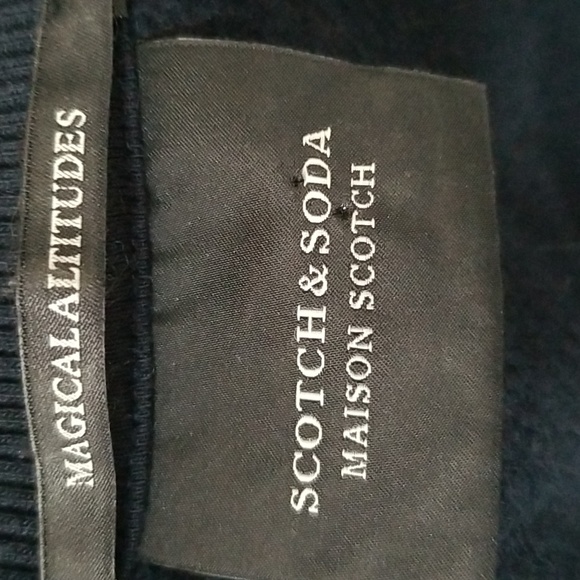 MAGICAL ALTITUDES
SCOTCH & SODA
MAISON SCOTCH